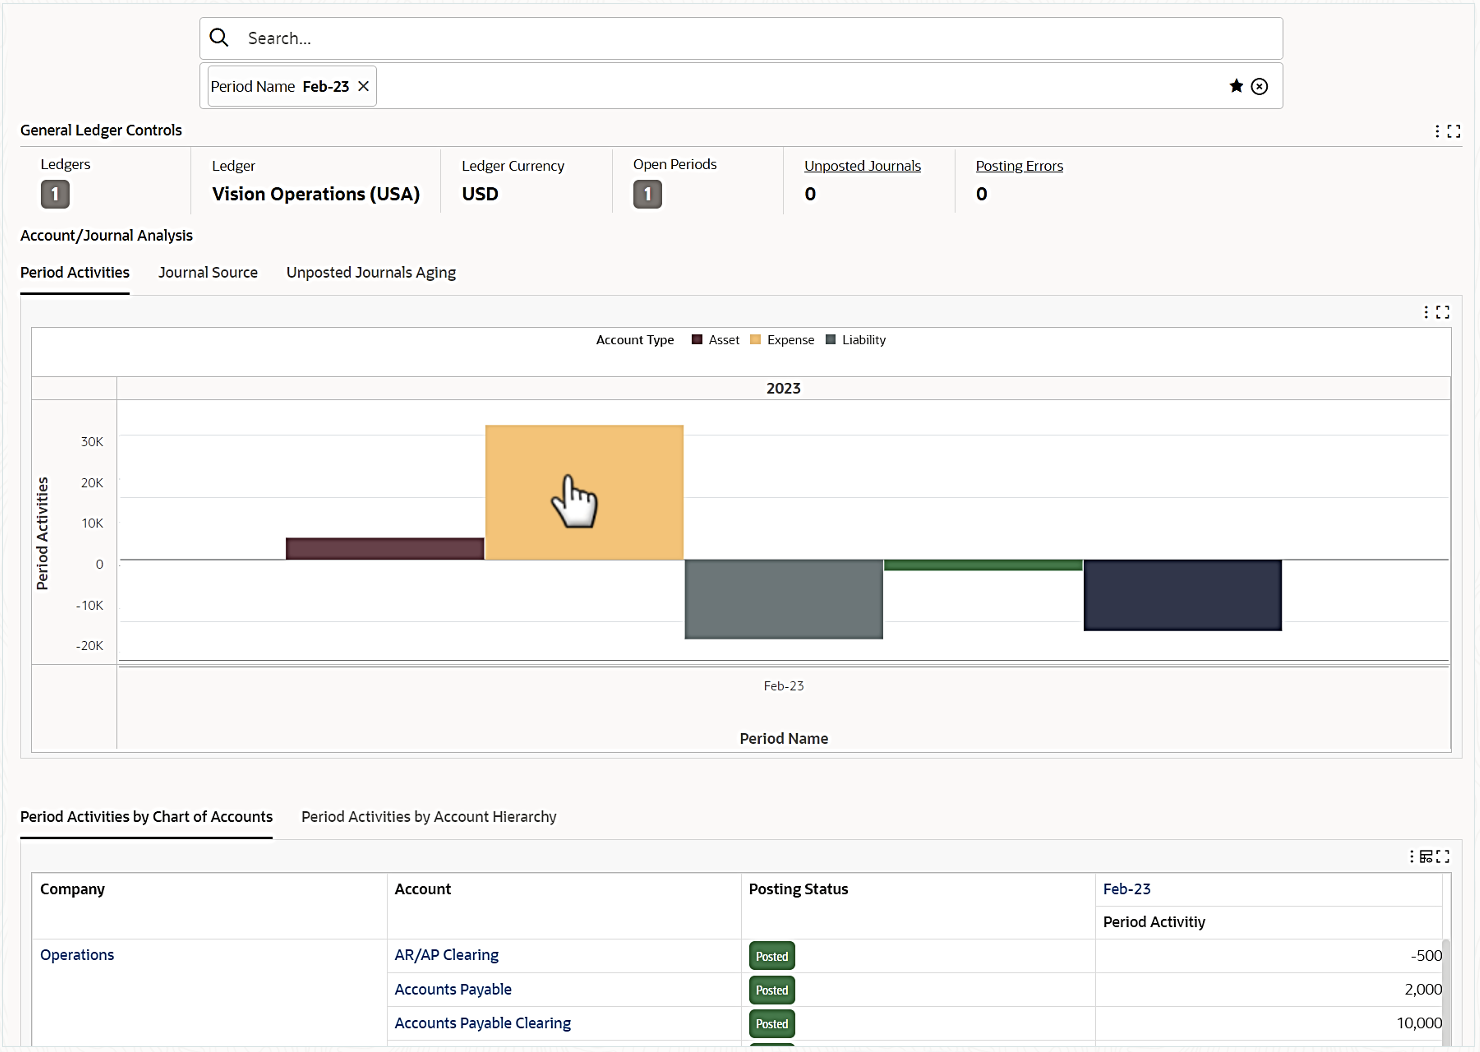 Search...
Period Name Feb-23
General Ledger Controls
Ledgers Ledger Ledger Currency Open Periods Unposted Journals Posting Errors
1 Vision Operations (USA) USD 1 0 0
Account/Journal Analysis
Period Activities Journal Source Unposted Journals Aging
Account Type Asset Expense Liability
2023
Period Activities
30K
20K
10K
0
-10K
-20K
Feb-23
Period Name
Period Activities by Chart of Accounts Period Activities by Account Hierarchy
Company Account Posting Status Feb-23
Period Activitiy
Operations AR/AP Clearing Posted -500
Accounts Payable Posted 2,000
Accounts Payable Clearing Posted 10,000